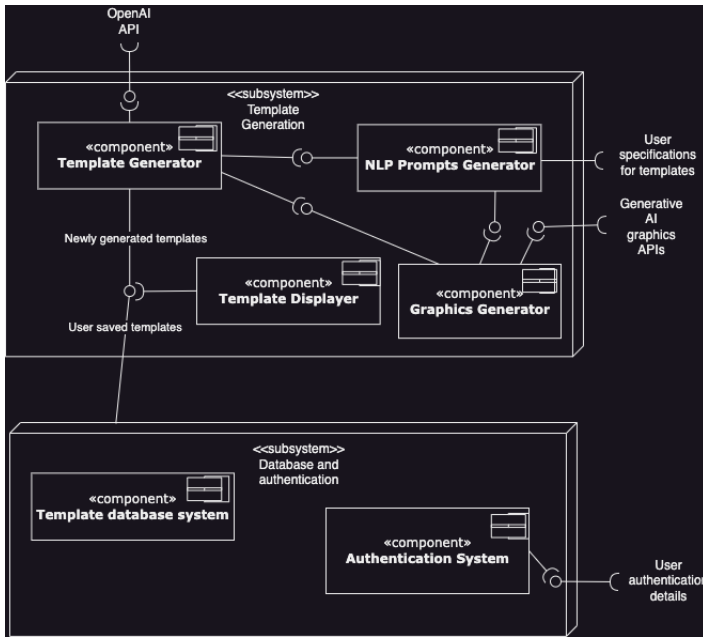 OpenAI
API
<<subsystem>>
Template
Generation
«component»
Template Generator
«component»
NLP Prompts Generator
User
specifications
for templates
Generative
AI
graphics
APIs
Newly generated templates
«component»
Template Displayer
«component»
Graphics Generator
User saved templates
<<subsystem>>
Database and
authentication
«component»
Template database system
«component»
Authentication System
User
authentication
details